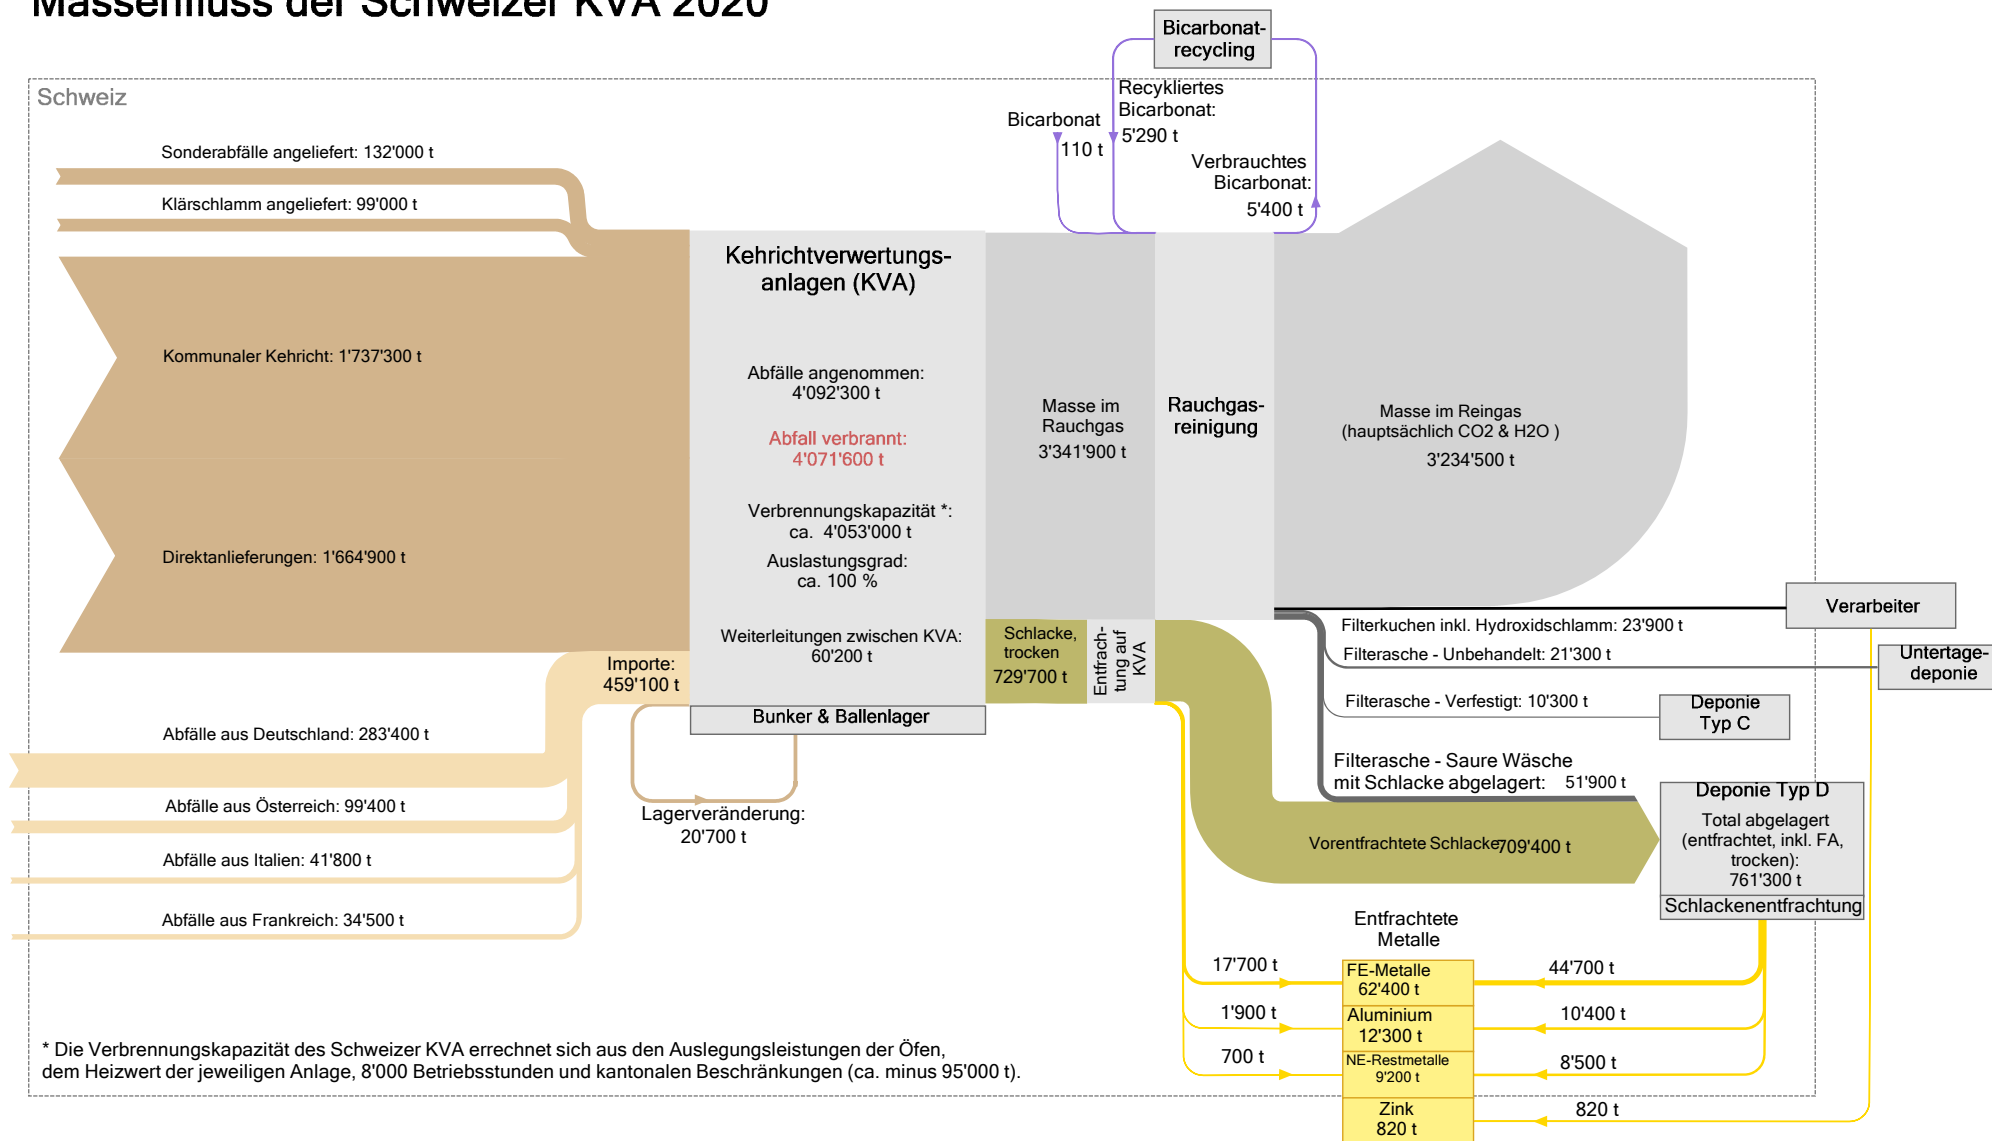 Massenfluss der Schweizer KVA 2020
Bicarbonat-
recycling
Schweiz
Recykliertes
Bicarbonat:
5'290 t
Bicarbonat
110 t
Verbrauchtes
Bicarbonat:
5'400 t
Sonderabfälle angeliefert: 132'000 t
Klärschlamm angeliefert: 99'000 t
Kommunaler Kehricht: 1'737'300 t
Direktanlieferungen: 1'664'900 t
Kehrichtverwertungs-
anlagen (KVA)
Abfälle angenommen:
4'092'300 t
Abfall verbrannt:
4'071'600 t
Verbrennungskapazität *:
ca. 4'053'000 t
Auslastungsgrad:
ca. 100 %
Weiterleitungen zwischen KVA:
60'200 t
Masse im
Rauchgas
3'341'900 t
Rauchgas-
reinigung
Masse im Reingas
(hauptsächlich CO2 & H2O )
3'234'500 t
Importe:
459'100 t
Bunker & Ballenlager
Lagerveränderung:
20'700 t
Schlacke,
trocken
729'700 t
Entfrach-
tung auf
KVA
Abfälle aus Deutschland: 283'400 t
Abfälle aus Österreich: 99'400 t
Abfälle aus Italien: 41'800 t
Abfälle aus Frankreich: 34'500 t
Verarbeiter
Filterkuchen inkl. Hydroxidschlamm: 23'900 t
Filterasche - Unbehandelt: 21'300 t
Untertage-
deponie
Filterasche - Verfestigt: 10'300 t
Deponie
Typ C
Filterasche - Saure Wäsche
mit Schlacke abgelagert: 51'900 t
Vorentfrachtete Schlacke 709'400 t
Deponie Typ D
Total abgelagert
(entfrachtet, inkl. FA,
trocken):
761'300 t
Schlackenentfrachtung
Entfrachtete
Metalle
17'700 t
FE-Metalle
62'400 t
44'700 t
1'900 t
Aluminium
12'300 t
10'400 t
700 t
NE-Restmetalle
9'200 t
8'500 t
Zink
820 t
820 t
* Die Verbrennungskapazität des Schweizer KVA errechnet sich aus den Auslegungsleistungen der Öfen,
dem Heizwert der jeweiligen Anlage, 8'000 Betriebsstunden und kantonalen Beschränkungen (ca. minus 95'000 t).